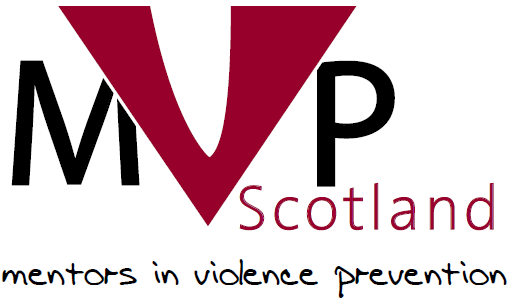 MVP
Scotland
mentors in violence prevention